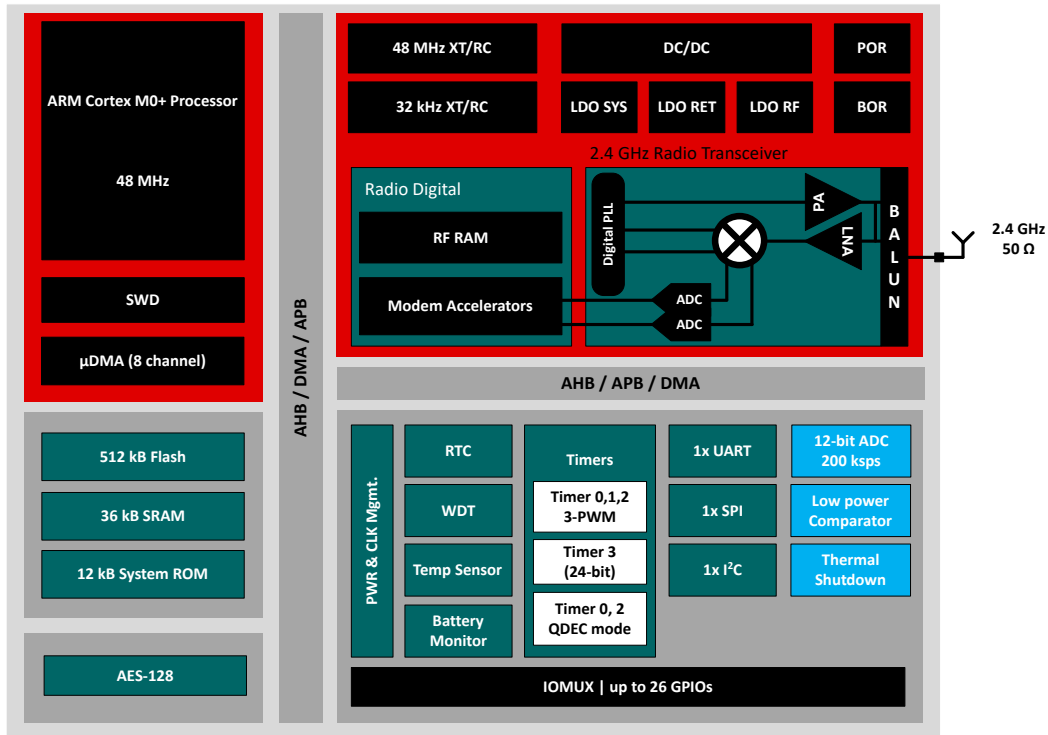 ARM Cortex M0+ Processor
48 MHz
SWD
µDMA (8 channel)
512 kB Flash
36 kB SRAM
12 kB System ROM
AES-128
AHB / DMA / APB
48 MHz XT/RC
DC/DC
POR
32 kHz XT/RC
LDO SYS
LDO RET
LDO RF
BOR
2.4 GHz Radio Transceiver
Radio Digital
RF RAM
Modem Accelerators
Digital PLL
ADC
ADC
PA
LNA
BALUN
2.4 GHz
50 Ω
AHB / APB / DMA
PWR & CLK Mgmt.
RTC
WDT
Temp Sensor
Battery
Monitor
Timers
Timer 0,1,2
3-PWM
Timer 3
(24-bit)
Timer 0, 2
QDEC mode
1x UART
1x SPI
1x I²C
12-bit ADC
200 ksps
Low power
Comparator
Thermal
Shutdown
IOMUX | up to 26 GPIOs